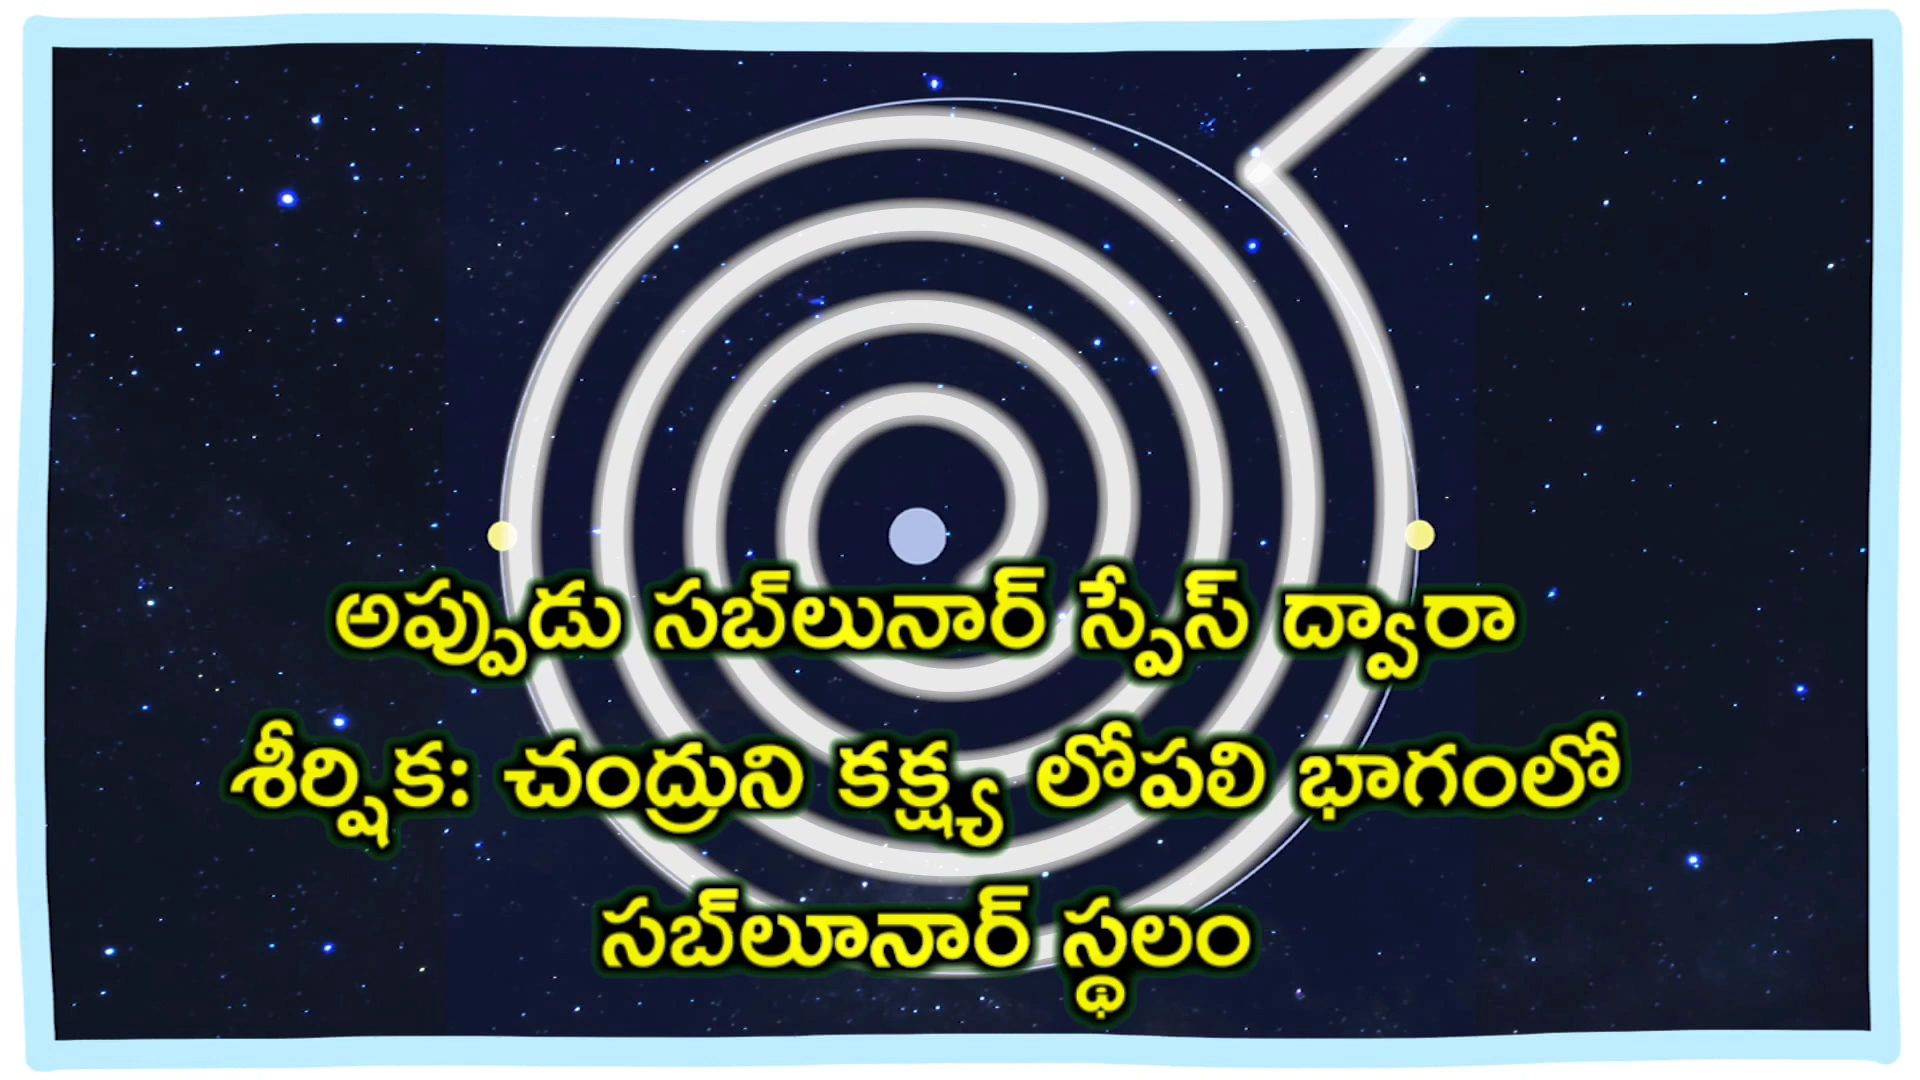 అప్పుడు సబ్‌లునార్ స్పేస్ ద్వారా
శీర్షిక: చంద్రుని కక్ష్య లోపలి భాగంలో
సబ్‌లూనార్ స్థలం